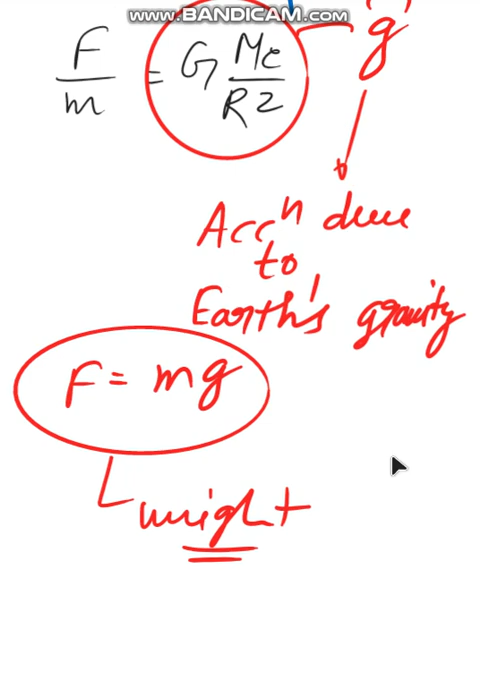 www.BANDICAM.com
F/m = G Me/R2
g
Accn due
to
Earth's gravity
F = mg
weight